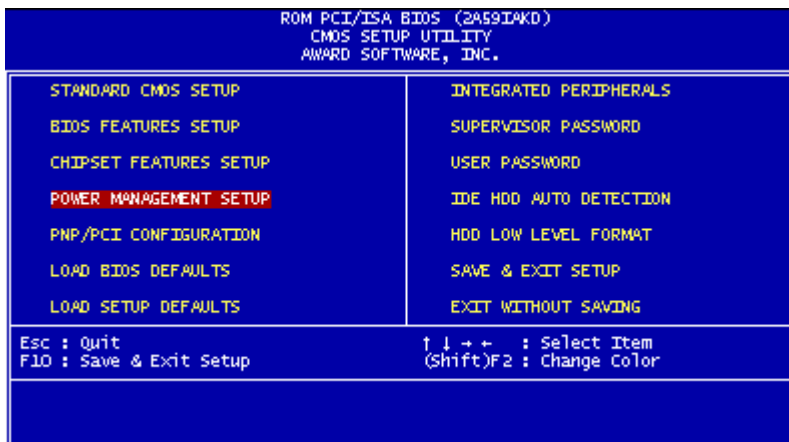 ROM PCI/ISA BIOS (2A59IAKD)
CMOS SETUP UTILITY
AWARD SOFTWARE, INC.
STANDARD CMOS SETUP
BIOS FEATURES SETUP
CHIPSET FEATURES SETUP
POWER MANAGEMENT SETUP
PNP/PCI CONFIGURATION
LOAD BIOS DEFAULTS
LOAD SETUP DEFAULTS
INTEGRATED PERIPHERALS
SUPERVISOR PASSWORD
USER PASSWORD
IDE HDD AUTO DETECTION
HDD LOW LEVEL FORMAT
SAVE & EXIT SETUP
EXIT WITHOUT SAVING
Esc : Quit
F10 : Save & Exit Setup
↑ ↓ → ← : Select Item
(Shift)F2 : Change Color